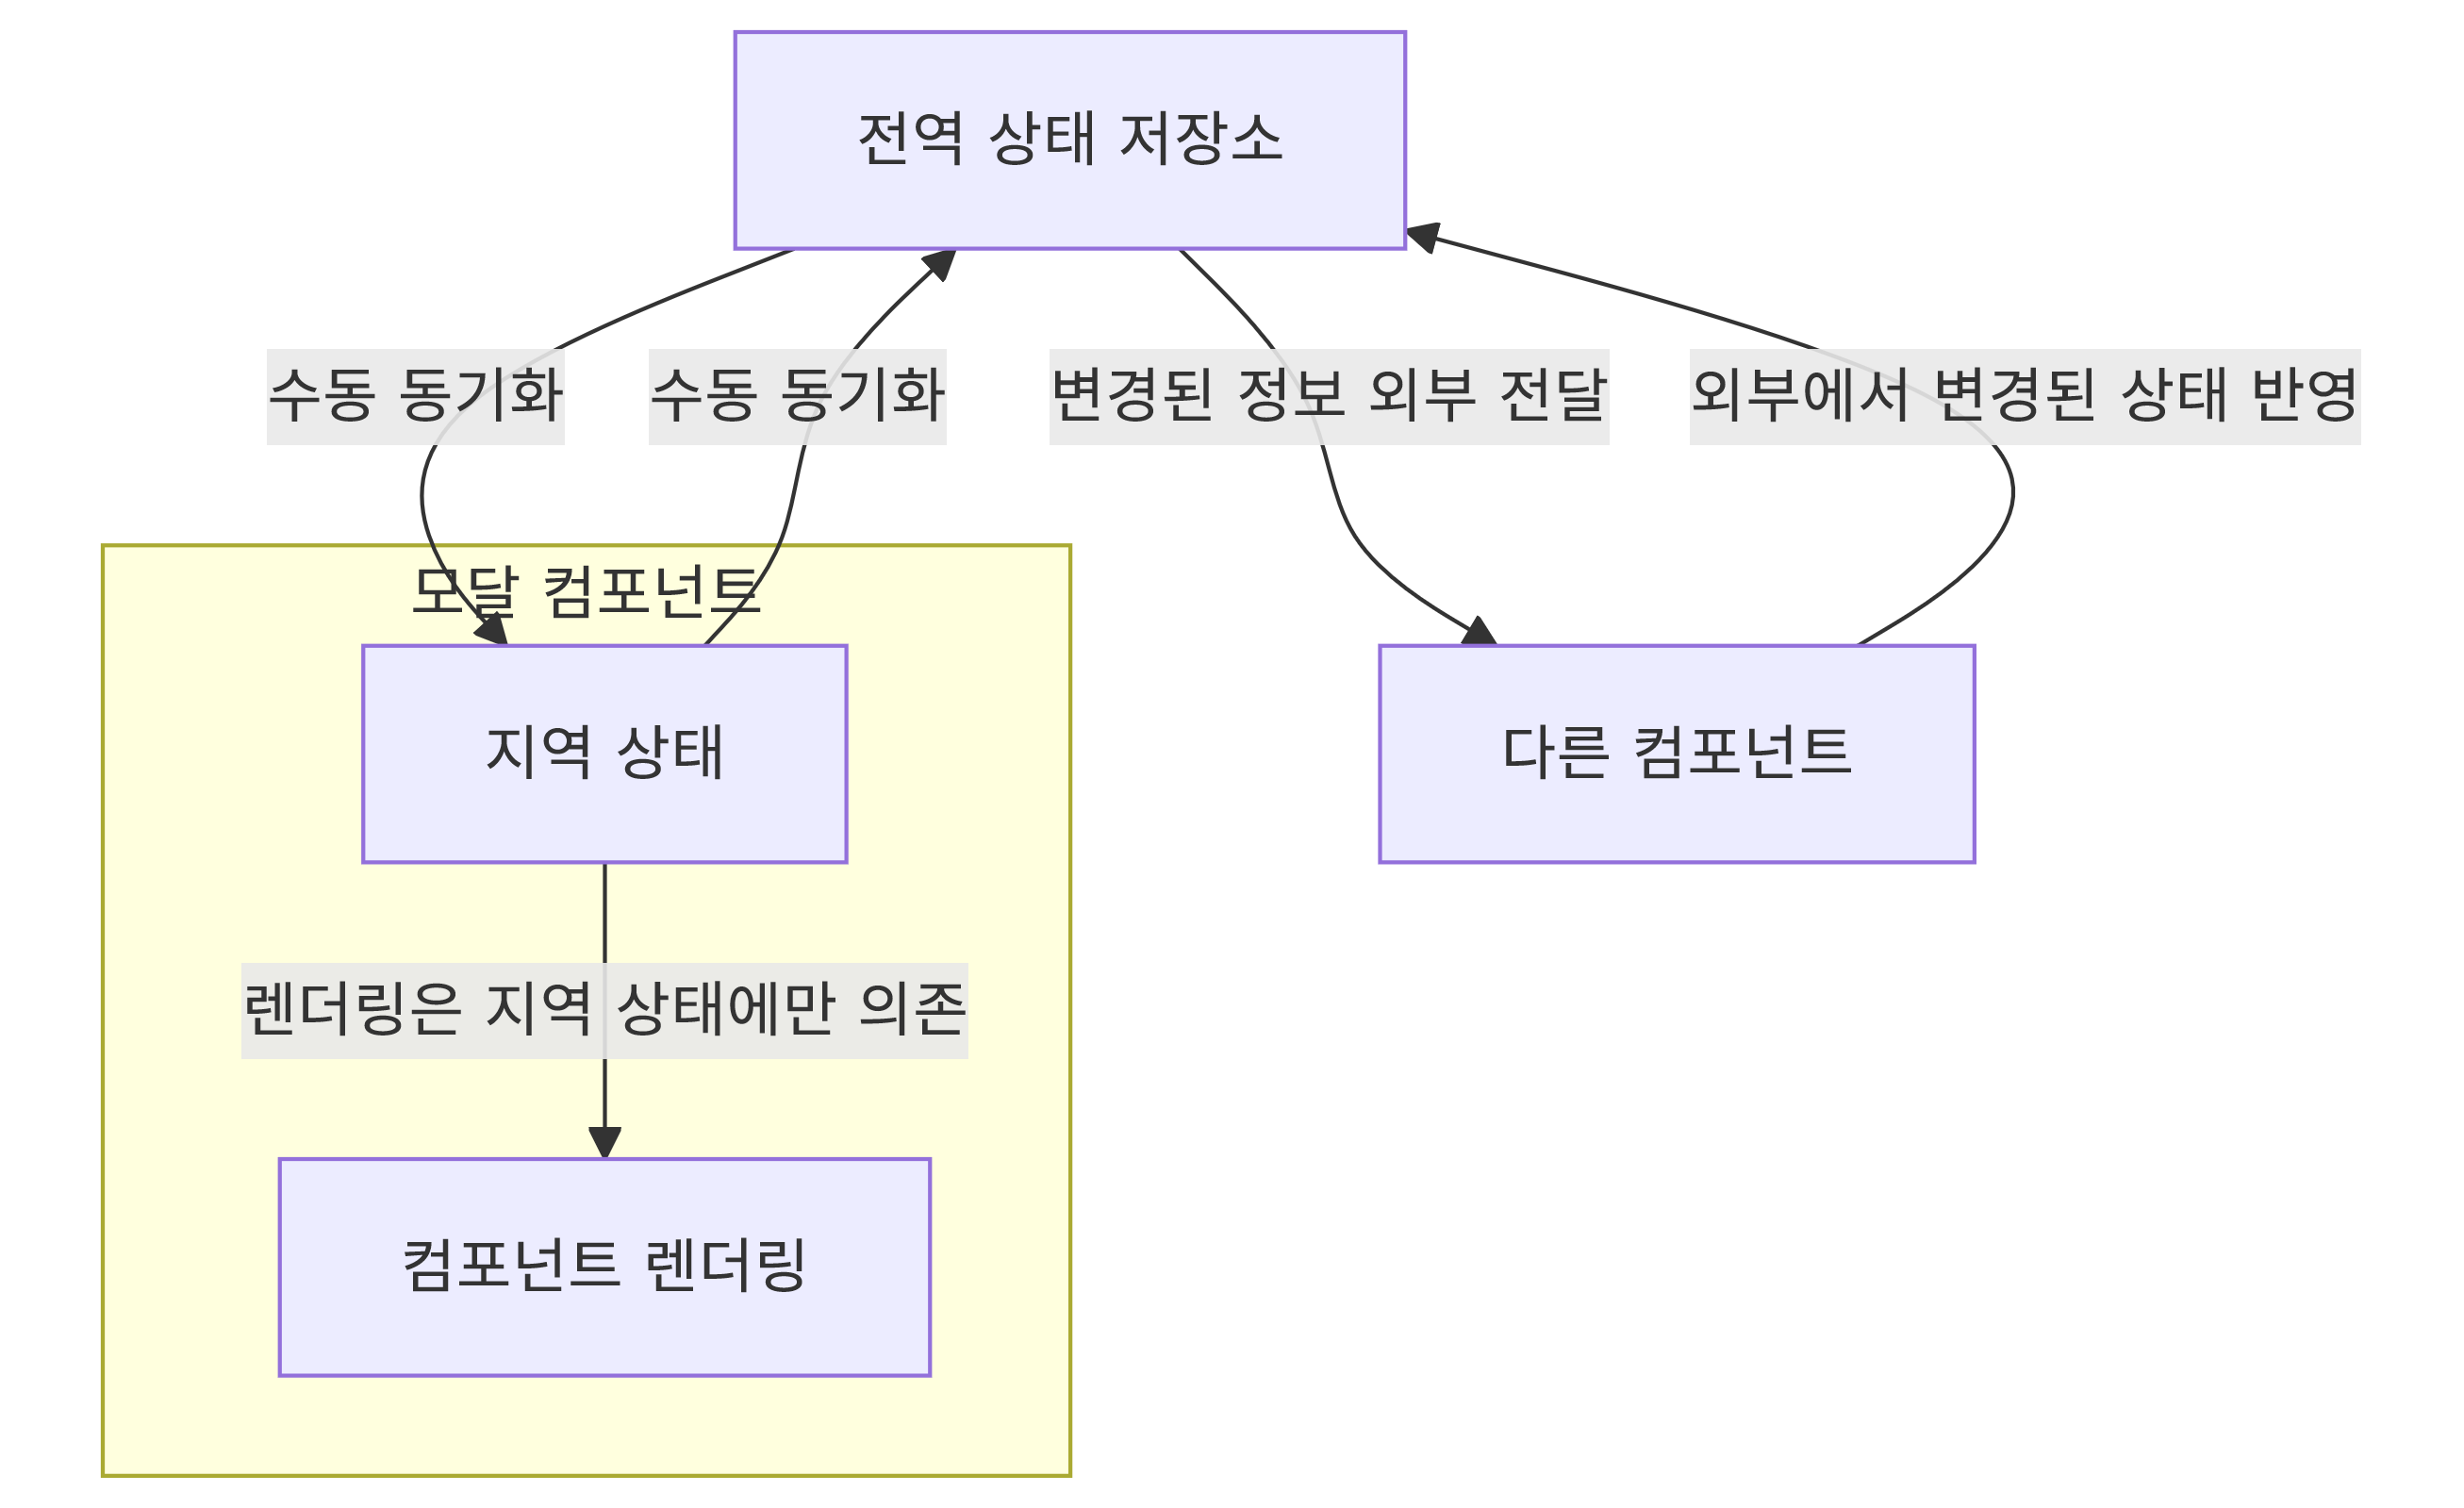 전역 상태 저장소
수동 동기화
수동 동기화
변경된 정보 외부 전달
외부에서 변경된 상태 반영
모달 컴포넌트
지역 상태
다른 컴포넌트
렌더링은 지역 상태에만 의존
컴포넌트 렌더링